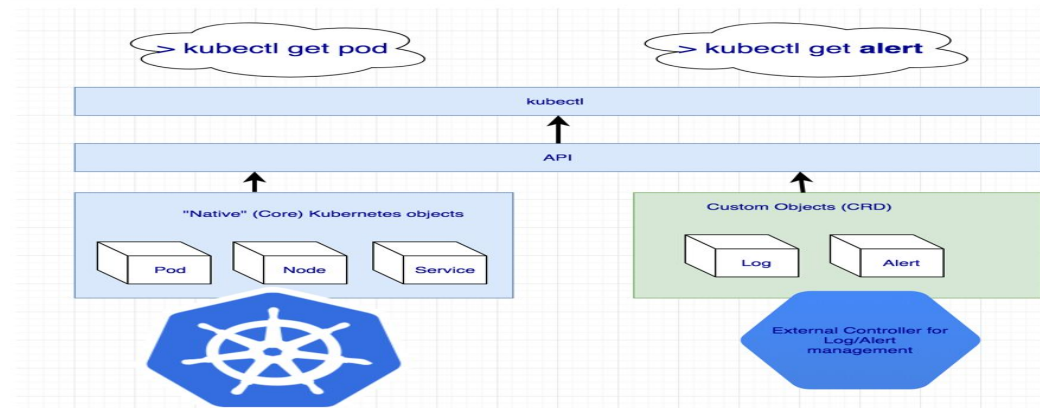 > kubectl get pod
> kubectl get alert
kubectl
API
"Native" (Core) Kubernetes objects
Pod
Node
Service
Custom Objects (CRD)
Log
Alert
External Controller for
Log/Alert
management